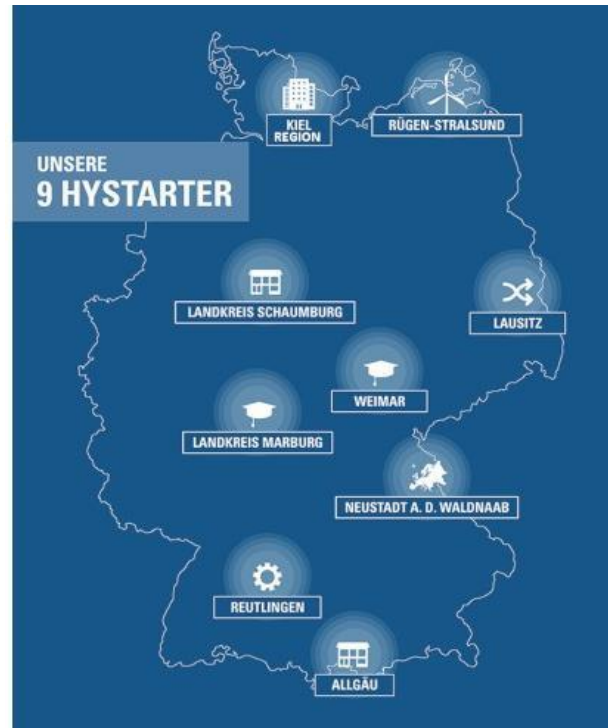 KIEL
REGION
RÜGEN-STRALSUND
UNSERE
9 HYSTARTER
LANDKREIS SCHAUMBURG
LAUSITZ
WEIMAR
LANDKREIS MARBURG
NEUSTADT A. D. WALDNAAB
REUTLINGEN
ALLGÄU